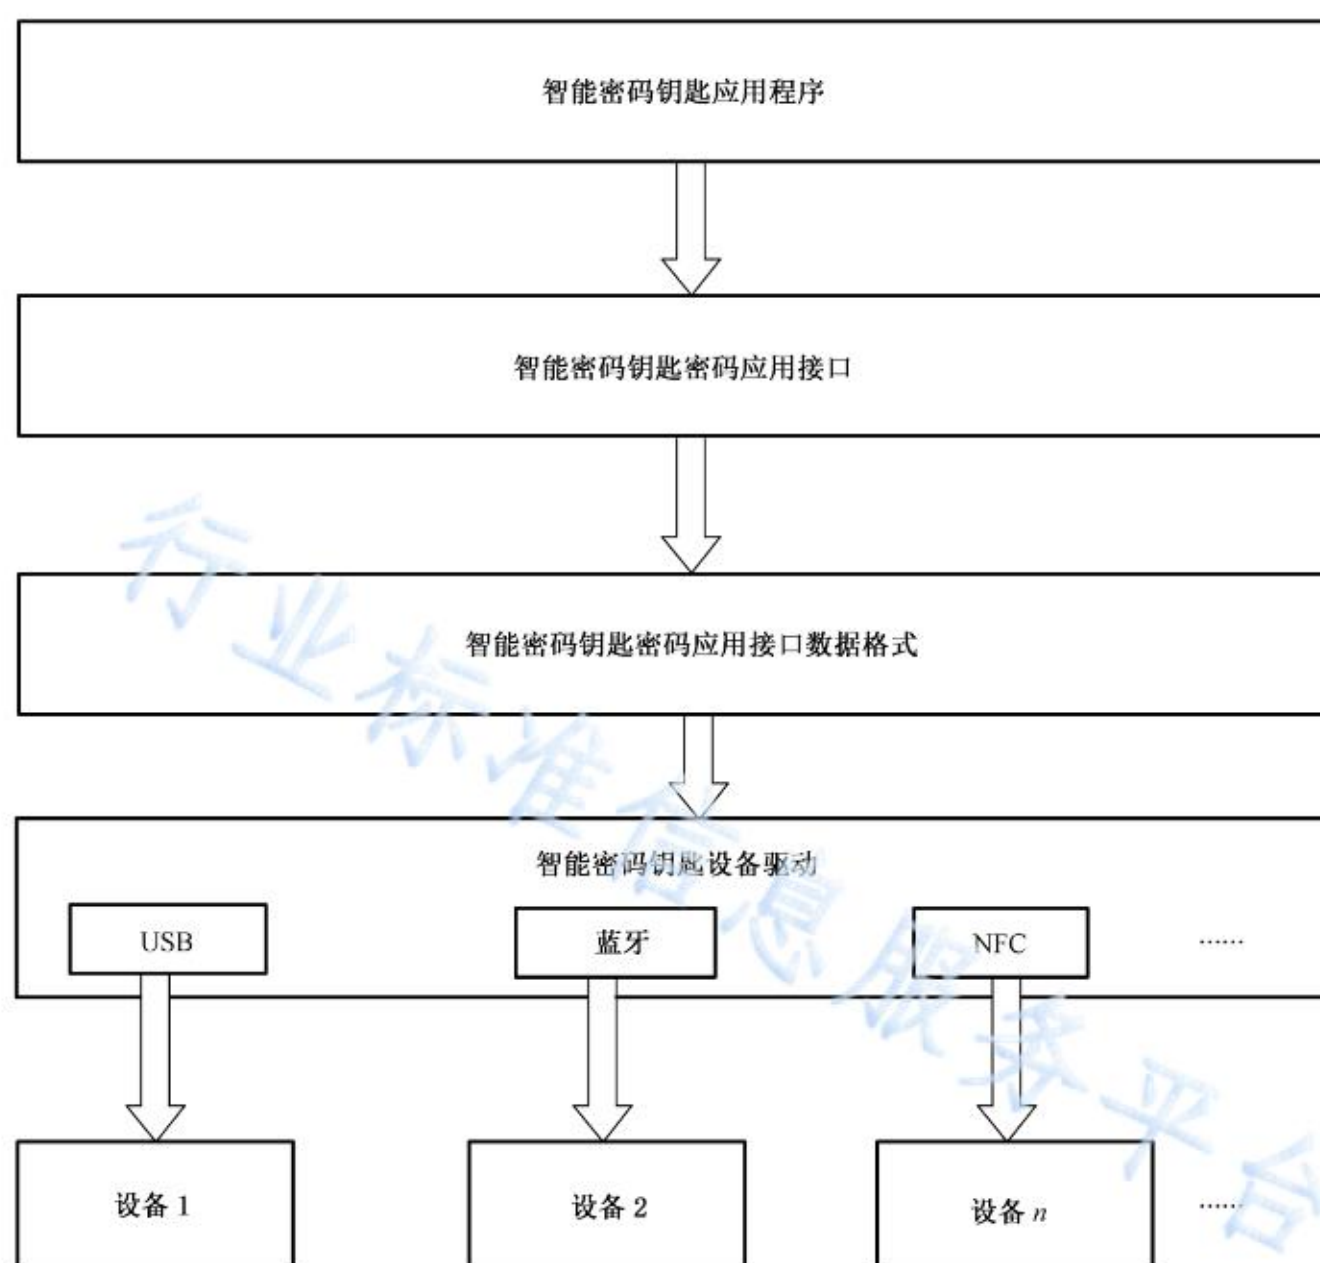 智能密码钥匙应用程序
智能密码钥匙密码应用接口
智能密码钥匙密码应用接口数据格式
智能密码钥匙设备驱动
USB
蓝牙
NFC
……
设备 1
设备 2
设备 n
……
行业标准信息服务平台